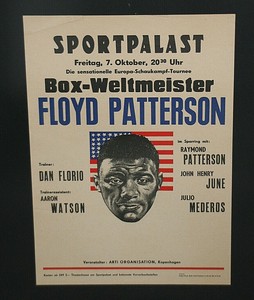 SPORTPALAST
Freitag, 7. Oktober, 20³⁰ Uhr
Die sensationelle Europa-Schaukampf-Tournee
Box-Weltmeister
FLOYD PATTERSON
Trainer:
DAN FLORIO
Trainerassistent:
AARON
WATSON
im Sparring mit:
RAYMOND
PATTERSON
JOHN HENRY
JUNE
JULIO
MEDEROS
Veranstalter: ARTI ORGANISATION, Kopenhagen